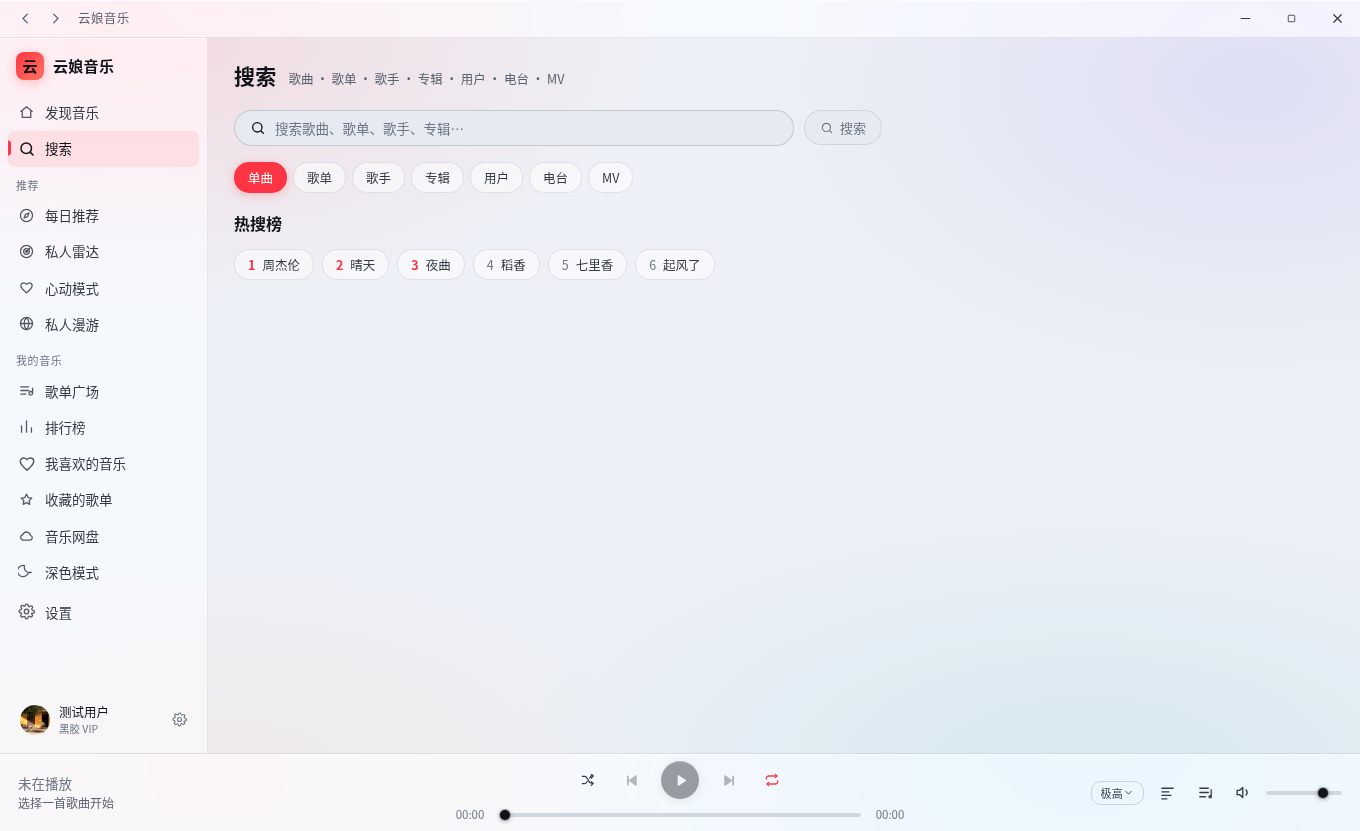 云娘音乐
云 云娘音乐
发现音乐
搜索
推荐
每日推荐
私人雷达
心动模式
私人漫游
我的音乐
歌单广场
排行榜
我喜欢的音乐
收藏的歌单
音乐网盘
深色模式
设置
测试用户
黑胶 VIP
搜索 歌曲 · 歌单 · 歌手 · 专辑 · 用户 · 电台 · MV
搜索歌曲、歌单、歌手、专辑… 搜索
单曲 歌单 歌手 专辑 用户 电台 MV
热搜榜
1 周杰伦 2 晴天 3 夜曲 4 稻香 5 七里香 6 起风了
未在播放
选择一首歌曲开始
00:00 00:00
极高